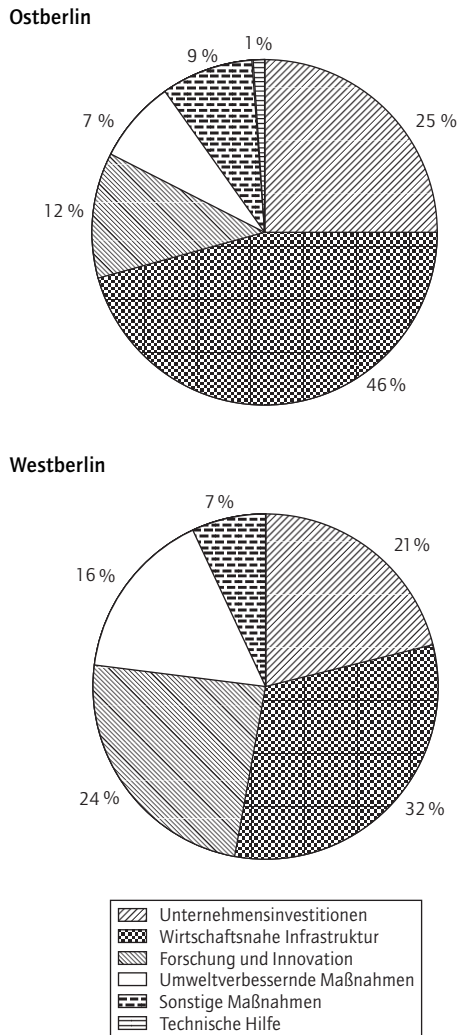 Ostberlin
1 %
9 %
25 %
7 %
12 %
46 %
Westberlin
7 %
21 %
16 %
24 %
32 %
Unternehmensinvestitionen
Wirtschaftsnahe Infrastruktur
Forschung und Innovation
Umweltverbessernde Maßnahmen
Sonstige Maßnahmen
Technische Hilfe